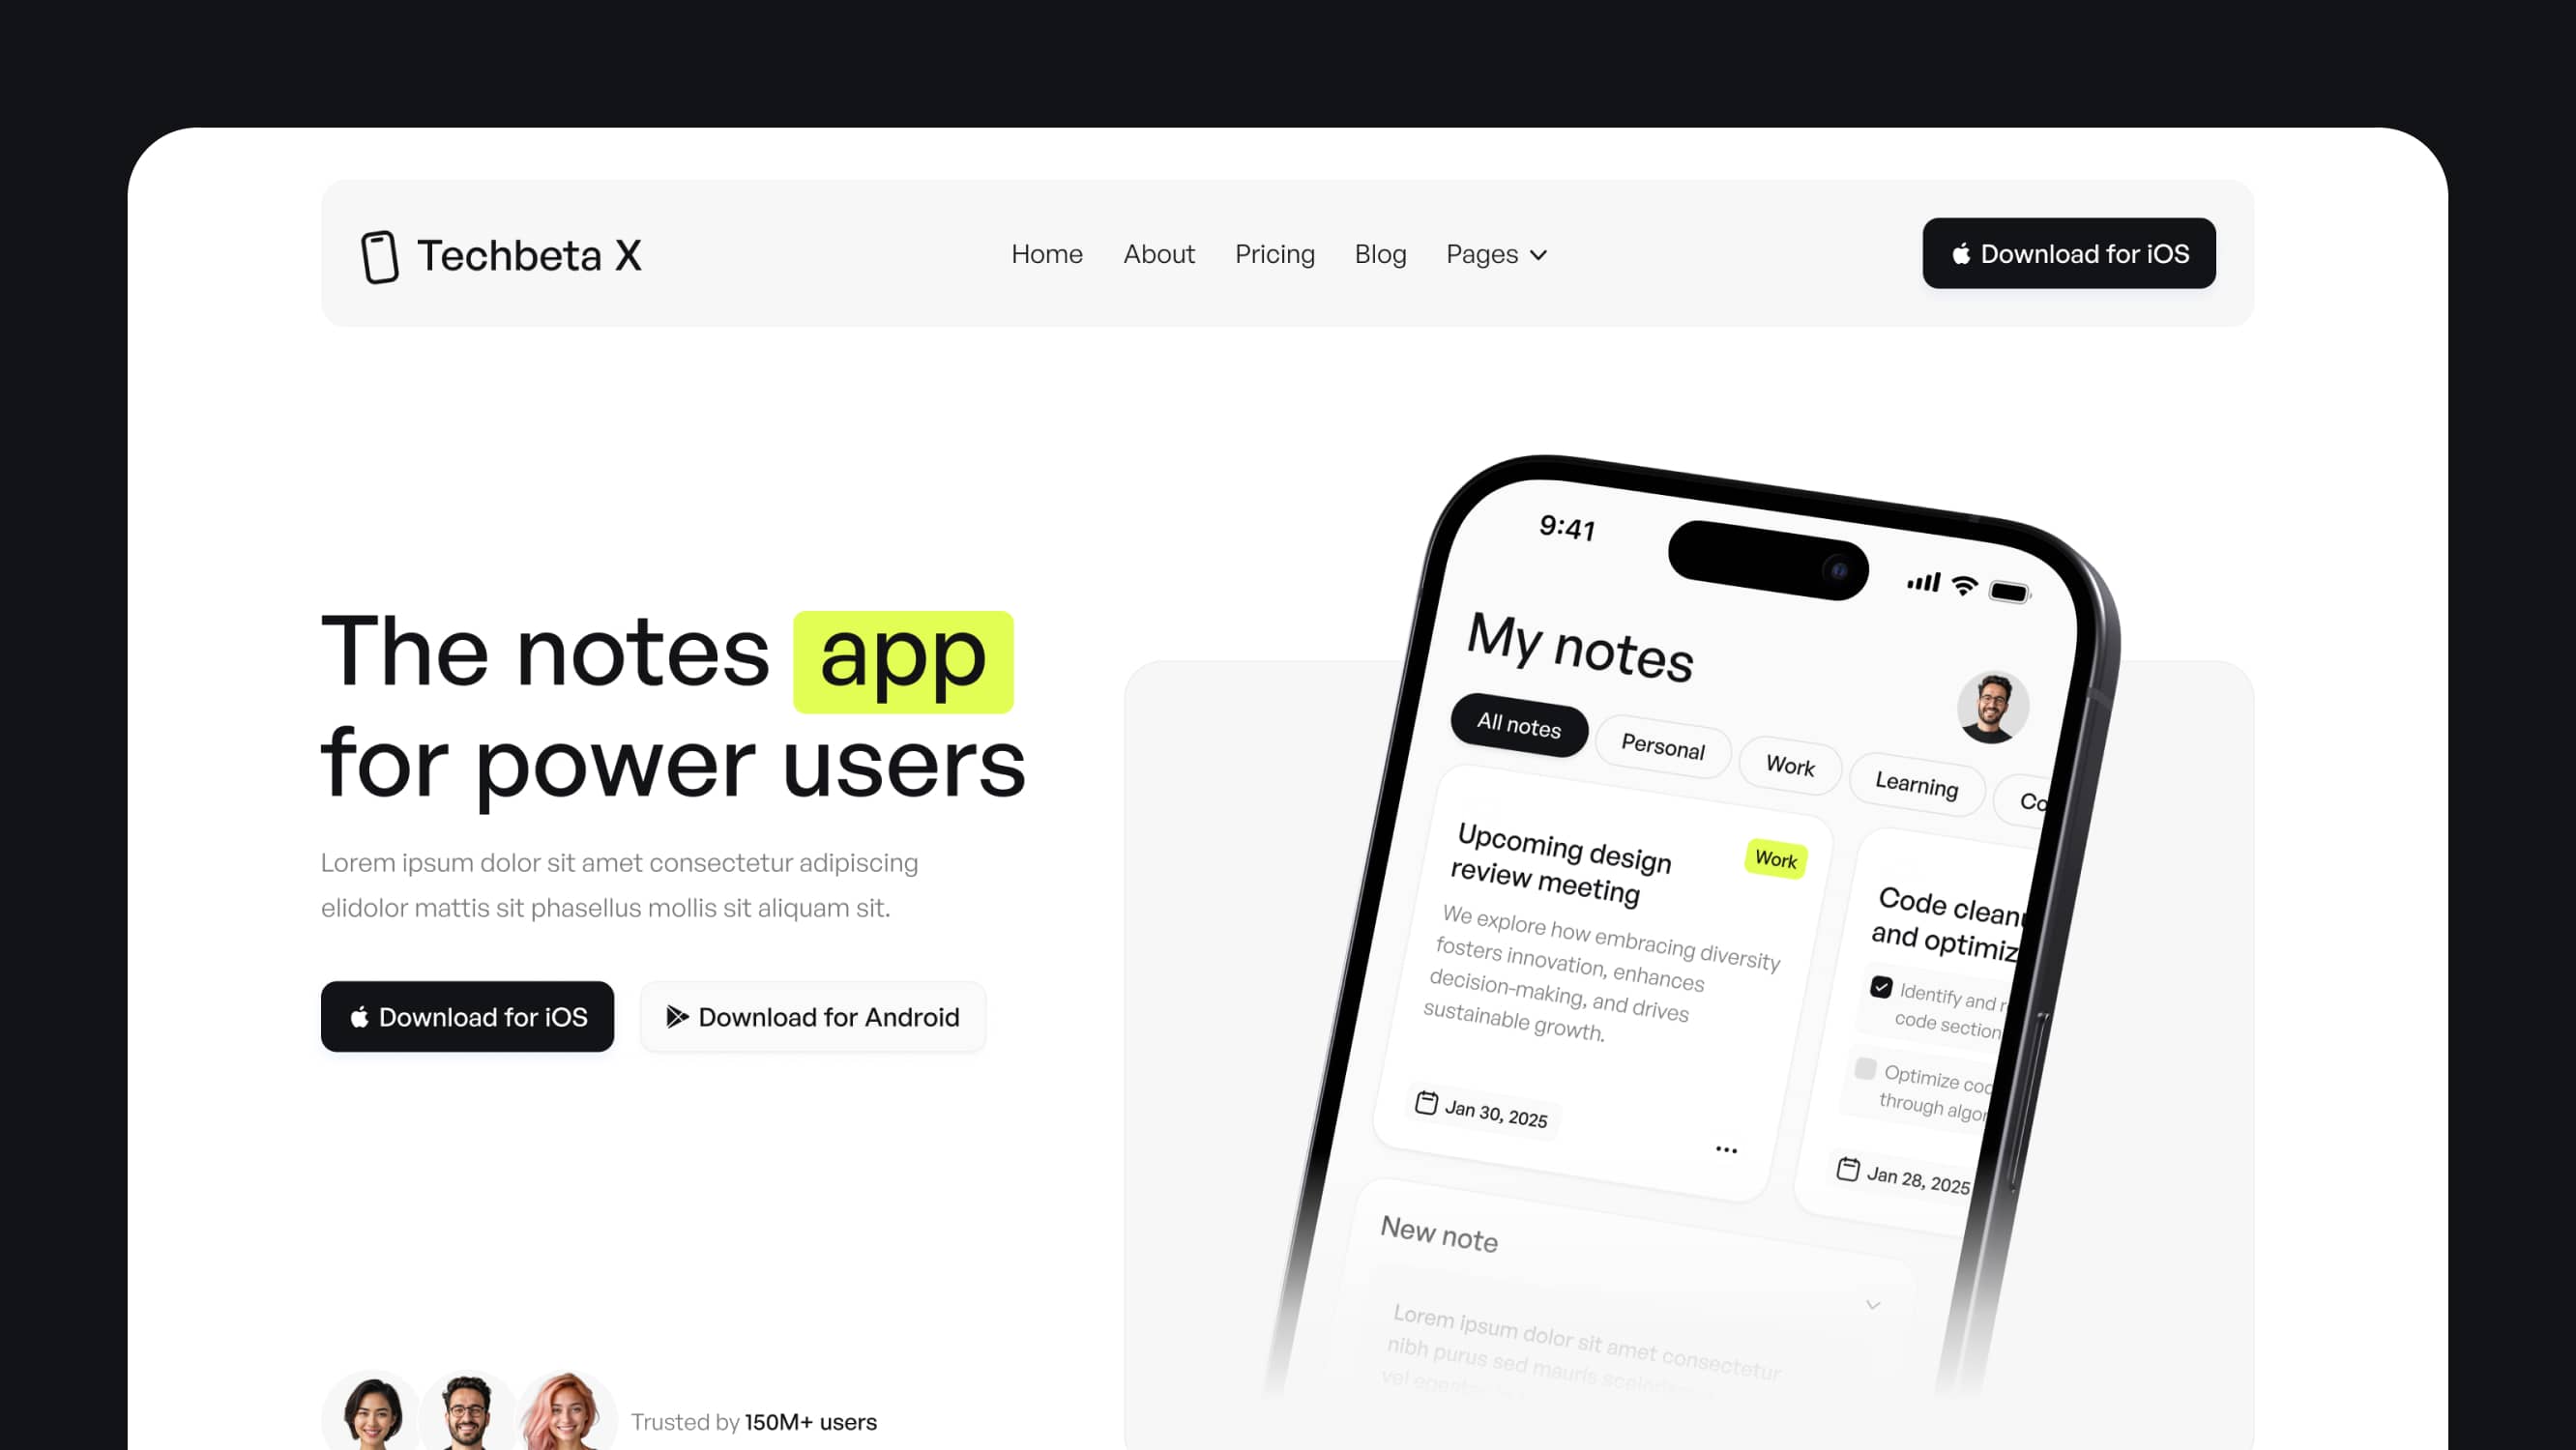 Techbeta X
Home About Pricing Blog Pages
Download for iOS
The notes app
for power users
Lorem ipsum dolor sit amet consectetur adipiscing
elidolor mattis sit phasellus mollis sit aliquam sit.
Download for iOS
Download for Android
Trusted by 150M+ users
9:41
My notes
All notes Personal Work Learning Co
Upcoming design
review meeting
Work
We explore how embracing diversity
fosters innovation, enhances
decision-making, and drives
sustainable growth.
Jan 30, 2025
Code clean
and optimiz
Identify and r
code section
Optimize cod
through algor
Jan 28, 2025
New note
Lorem ipsum dolor sit amet consectetur
nibh purus sed mauris
vel